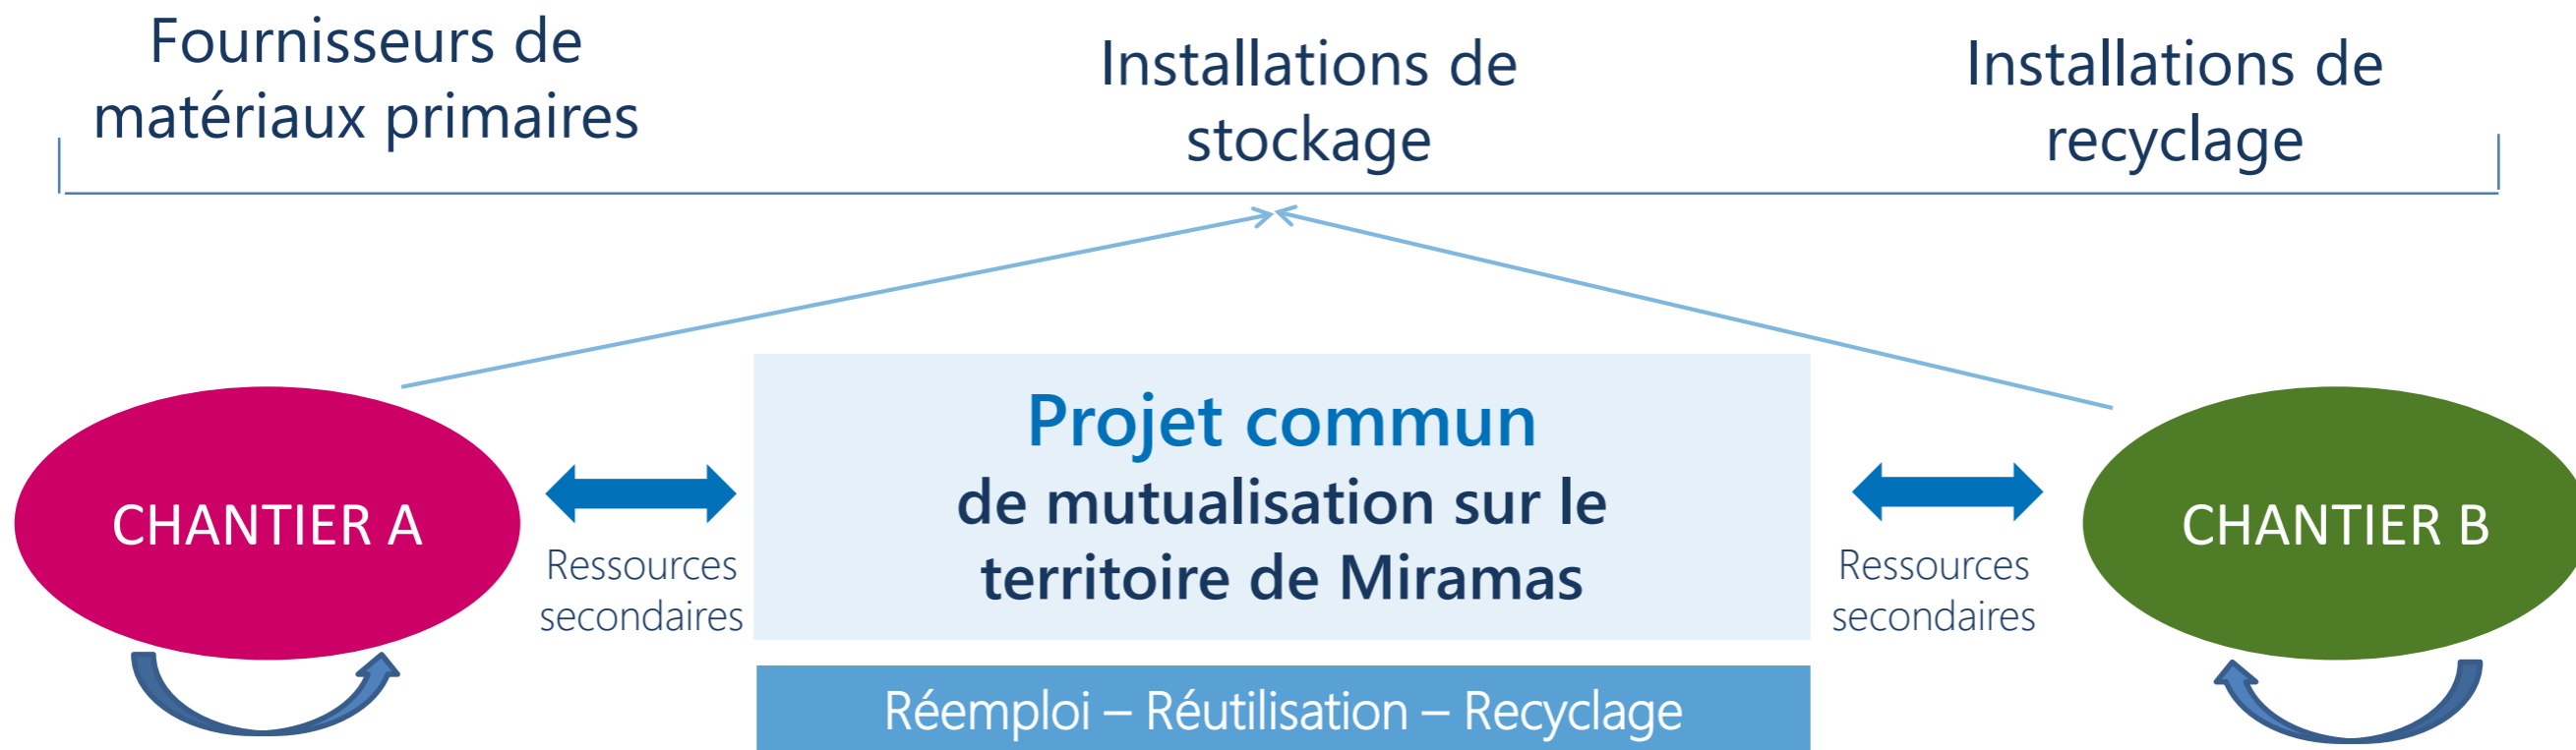 Fournisseurs de
matériaux primaires
Installations de
stockage
Installations de
recyclage
CHANTIER A
Ressources
secondaires
Projet commun
de mutualisation sur le
territoire de Miramas
Réemploi – Réutilisation – Recyclage
Ressources
secondaires
CHANTIER B